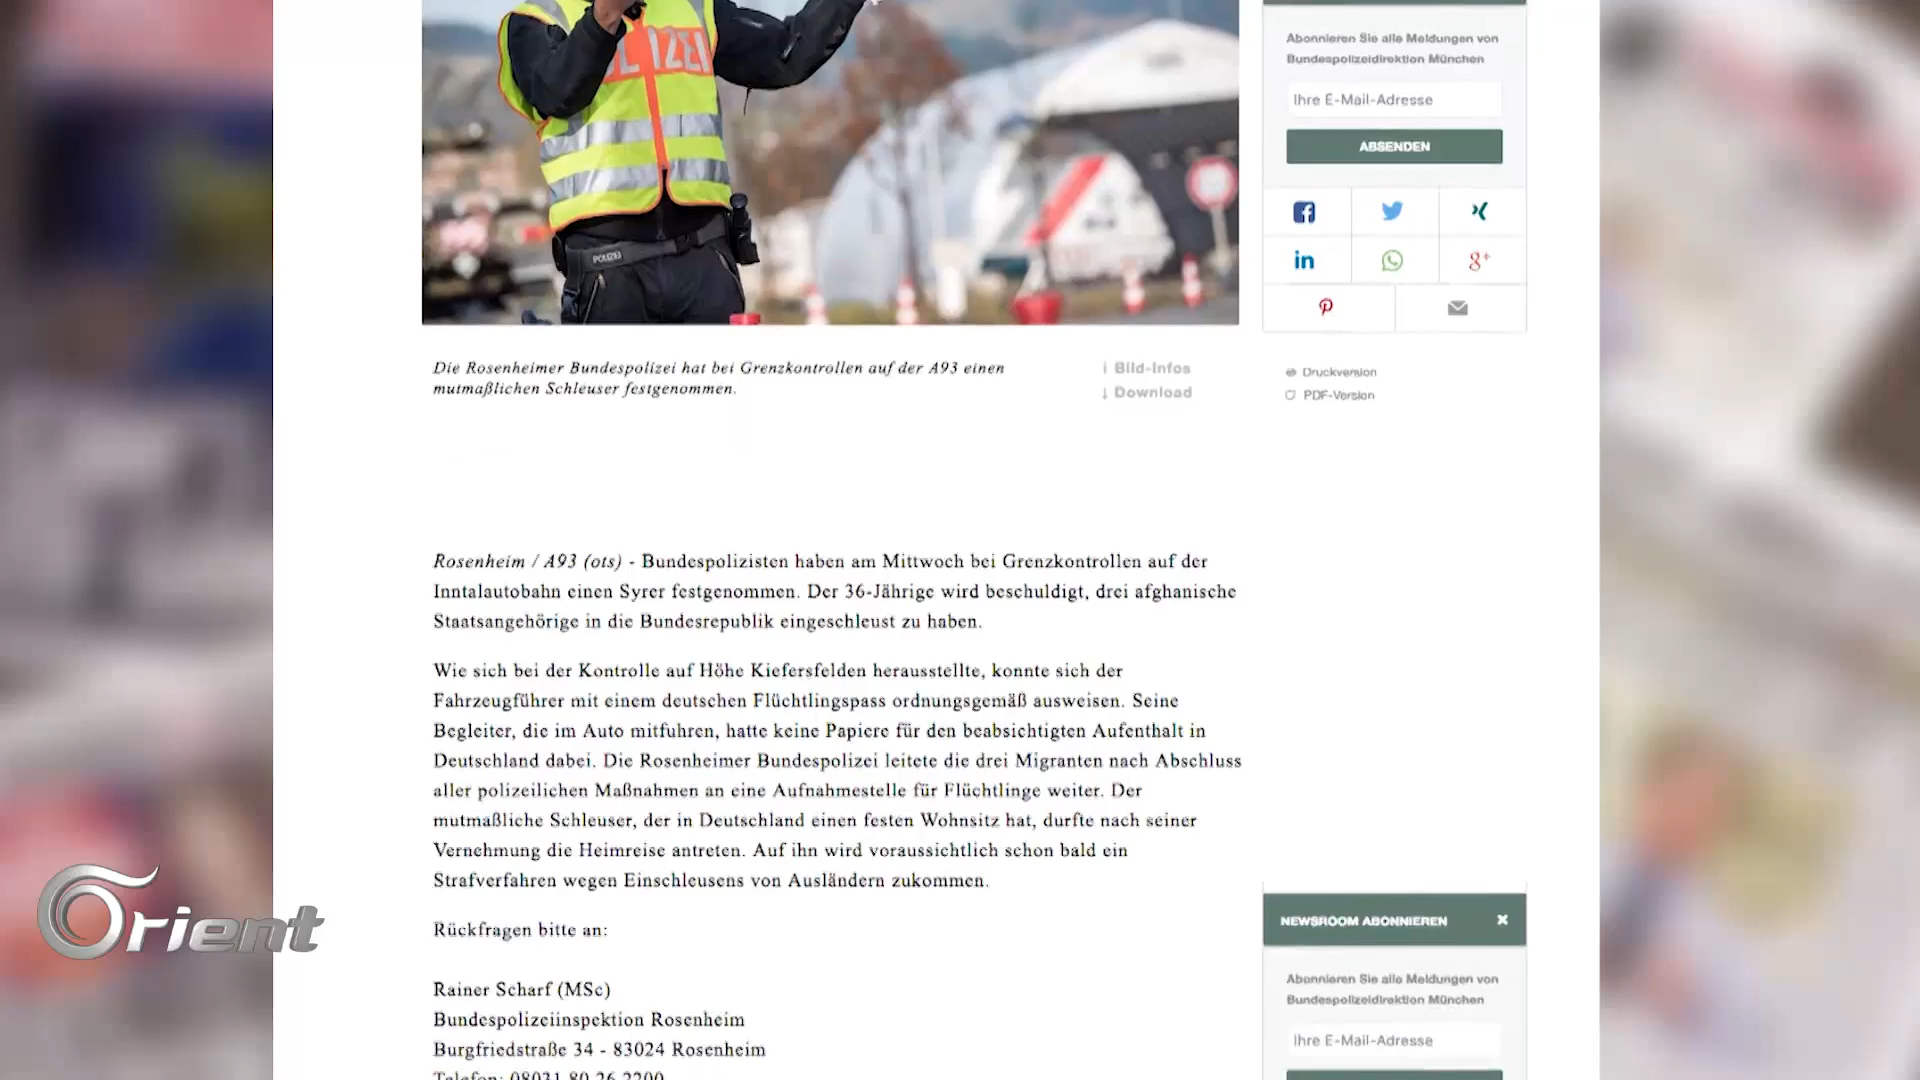 POLIZEI
POLIZEI
Abonnieren Sie alle Meldungen von
Bundespolizeidirektion München
Ihre E-Mail-Adresse
ABSENDEN
Die Rosenheimer Bundespolizei hat bei Grenzkontrollen auf der A93 einen
mutmaßlichen Schleuser festgenommen.
i Bild-Infos
↓ Download
Druckversion
PDF-Version
Rosenheim / A93 (ots) - Bundespolizisten haben am Mittwoch bei Grenzkontrollen auf der
Inntalautobahn einen Syrer festgenommen. Der 36-Jährige wird beschuldigt, drei afghanische
Staatsangehörige in die Bundesrepublik eingeschleust zu haben.
Wie sich bei der Kontrolle auf Höhe Kiefersfelden herausstellte, konnte sich der
Fahrzeugführer mit einem deutschen Flüchtlingspass ordnungsgemäß ausweisen. Seine
Begleiter, die im Auto mitfuhren, hatte keine Papiere für den beabsichtigten Aufenthalt in
Deutschland dabei. Die Rosenheimer Bundespolizei leitete die drei Migranten nach Abschluss
aller polizeilichen Maßnahmen an eine Aufnahmestelle für Flüchtlinge weiter. Der
mutmaßliche Schleuser, der in Deutschland einen festen Wohnsitz hat, durfte nach seiner
Vernehmung die Heimreise antreten. Auf ihn wird voraussichtlich schon bald ein
Strafverfahren wegen Einschleusens von Ausländern zukommen.
Rückfragen bitte an:
Rainer Scharf (MSc)
Bundespolizeiinspektion Rosenheim
Burgfriedstraße 34 - 83024 Rosenheim
Telefon: 08031 80 26 2200
NEWSROOM ABONNIEREN
Abonnieren Sie alle Meldungen von
Bundespolizeidirektion München
Ihre E-Mail-Adresse
Orient